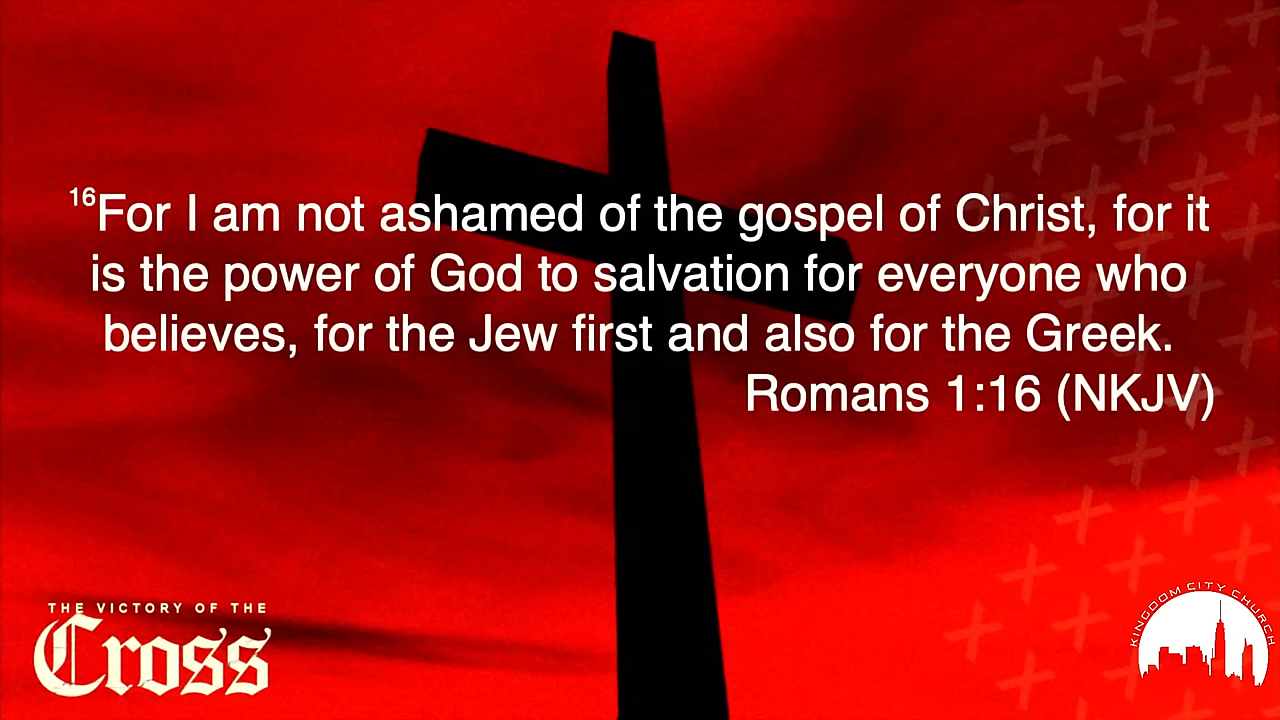 16For I am not ashamed of the gospel of Christ, for it
is the power of God to salvation for everyone who
believes, for the Jew first and also for the Greek.
Romans 1:16 (NKJV)
THE VICTORY OF THE
Cross
KINGDOM CITY CHURCH